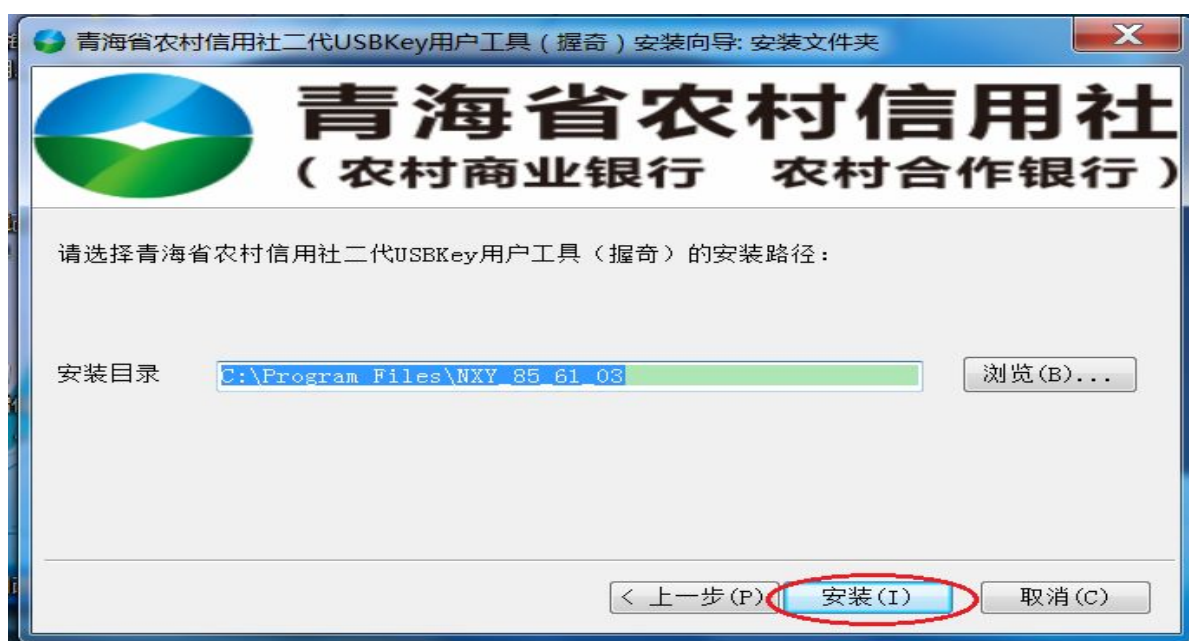 青海省农村信用社二代USBKey用户工具（握奇）安装向导: 安装文件夹
青海省农村信用社
（农村商业银行 农村合作银行）
请选择青海省农村信用社二代USBKey用户工具（握奇）的安装路径：
安装目录 C:\Program Files\NXY_85_61_03 浏览(B)...
< 上一步(P) 安装(I) 取消(C)